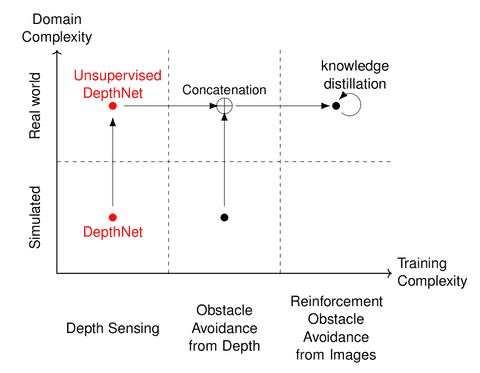 Domain
Complexity
Unsupervised
DepthNet
Concatenation
knowledge
distillation
Real world
Simulated
DepthNet
Training
Complexity
Depth Sensing
Obstacle
Avoidance
from Depth
Reinforcement
Obstacle
Avoidance
from Images